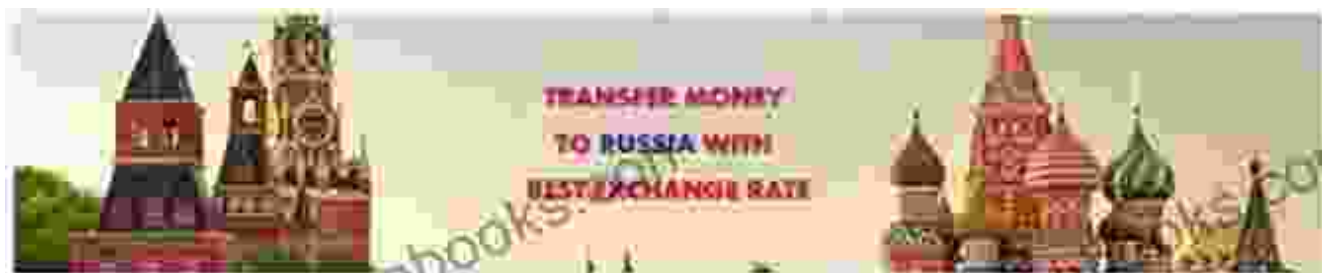 TRANSFER MONEY
TO RUSSIA WITH
BEST EXCHANGE RATE